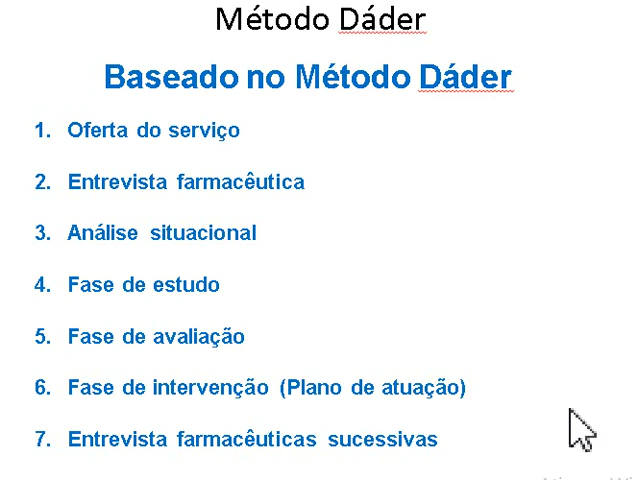 Método Dáder
Baseado no Método Dáder
1. Oferta do serviço
2. Entrevista farmacêutica
3. Análise situacional
4. Fase de estudo
5. Fase de avaliação
6. Fase de intervenção (Plano de atuação)
7. Entrevista farmacêuticas sucessivas